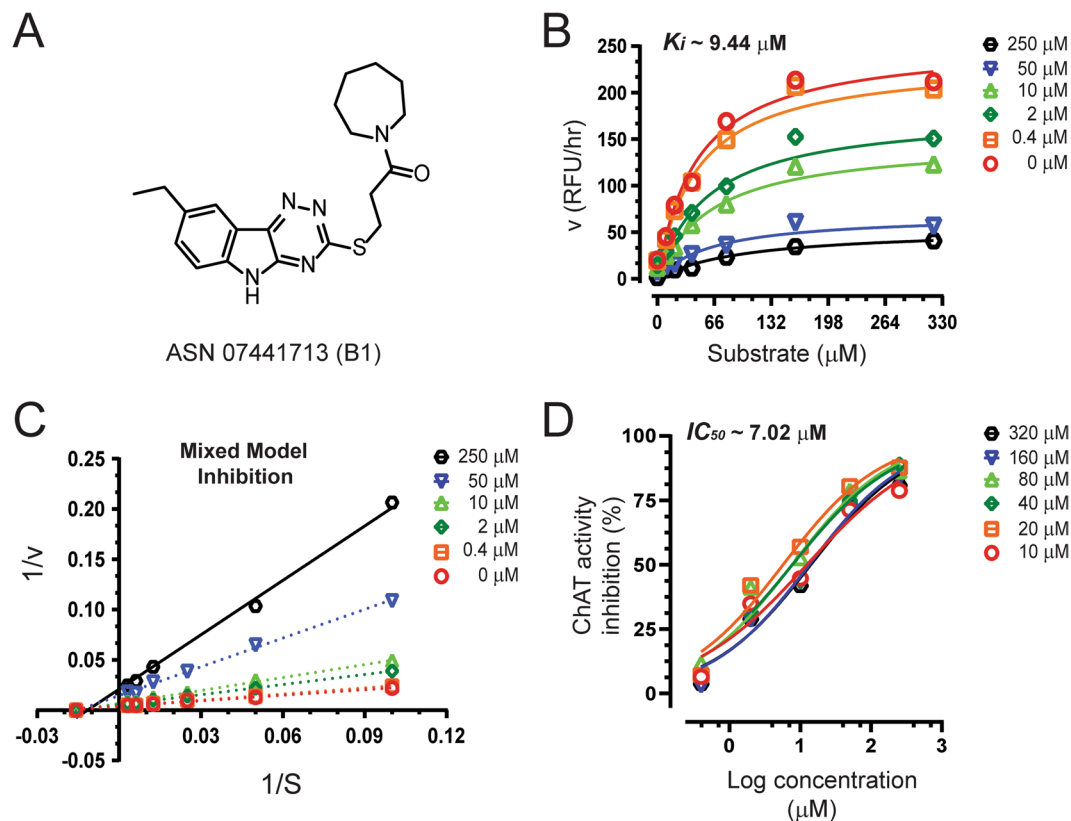 A
N
O
N
N
N
S
N
H
ASN 07441713 (B1)
B
Ki ~ 9.44 μM
250
200
150
100
50
0
v (RFU/hr)
0 66 132 198 264 330
Substrate (μM)
250 μM
50 μM
10 μM
2 μM
0.4 μM
0 μM
C
Mixed Model
Inhibition
0.25
0.20
0.15
0.10
0.05
-0.05
1/v
-0.03 0.03 0.06 0.09 0.12
1/S
250 μM
50 μM
10 μM
2 μM
0.4 μM
0 μM
D
IC50 ~ 7.02 μM
100
75
50
25
0
ChAT activity
inhibition (%)
0 1 2 3
Log concentration
(μM)
320 μM
160 μM
80 μM
40 μM
20 μM
10 μM